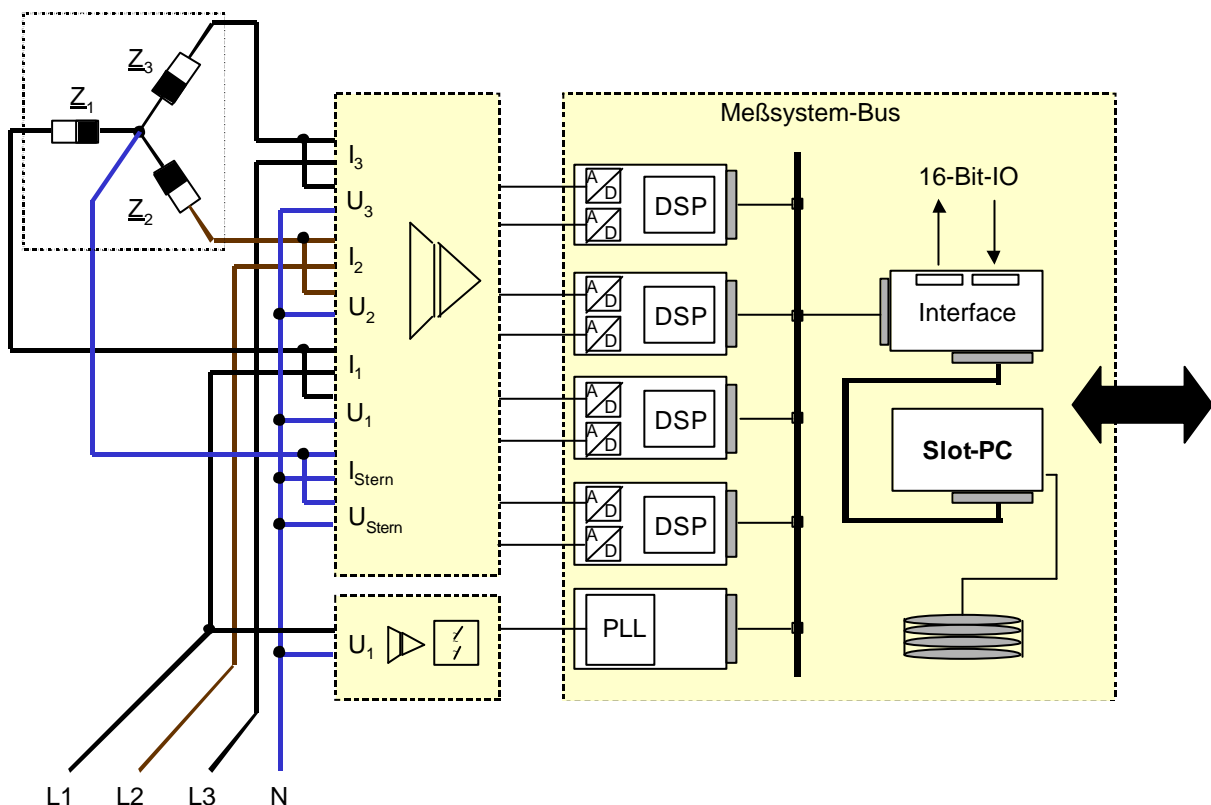 Z3
Z1
Z2
I3
U3
I2
U2
I1
U1
IStern
UStern
U1
Meßsystem-Bus
A D
A D
DSP
A D
A D
DSP
A D
A D
DSP
A D
A D
DSP
PLL
16-Bit-IO
Interface
Slot-PC
L1 L2 L3 N